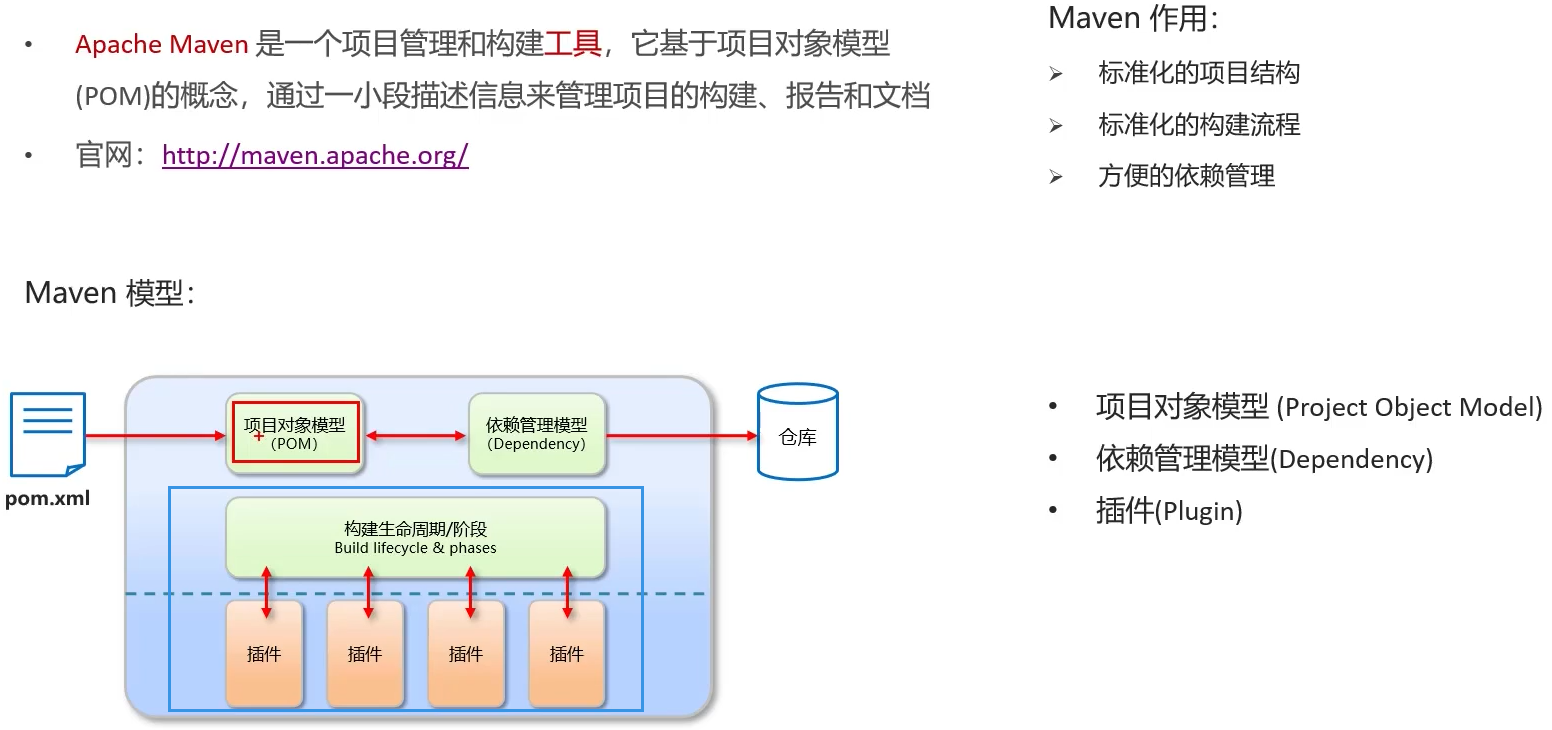 • Apache Maven 是一个项目管理和构建工具，它基于项目对象模型
(POM)的概念，通过一小段描述信息来管理项目的构建、报告和文档
• 官网：http://maven.apache.org/
Maven 作用：
➢ 标准化的项目结构
➢ 标准化的构建流程
➢ 方便的依赖管理
Maven 模型：
pom.xml
项目对象模型
（POM）
依赖管理模型
（Dependency）
仓库
构建生命周期/阶段
Build lifecycle & phases
插件
插件
插件
插件
• 项目对象模型 (Project Object Model)
• 依赖管理模型(Dependency)
• 插件(Plugin)